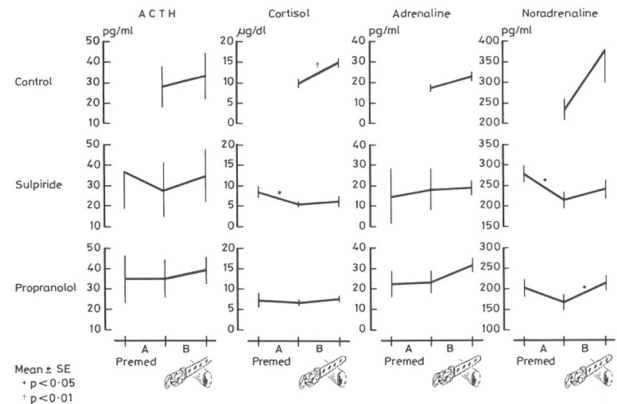 ACTH Cortisol Adrenaline Noradrenaline
pg/ml µg/dl pg/ml pg/ml
50 20 40 400
40 15 30 350
Control
30 10 20 300
20 5 10 250
10 0 0 200
50 20 40 350
40 15 30 300
Sulpiride
30 10 20 250
20 5 10 200
10 0 0 150
50 20 40 300
40 15 30 250
Propranolol
30 10 20 200
20 5 10 150
10 0 0 100
A B A B A B A B
Premed Premed Premed Premed
Mean ± SE
* p<0·05
† p<0·01